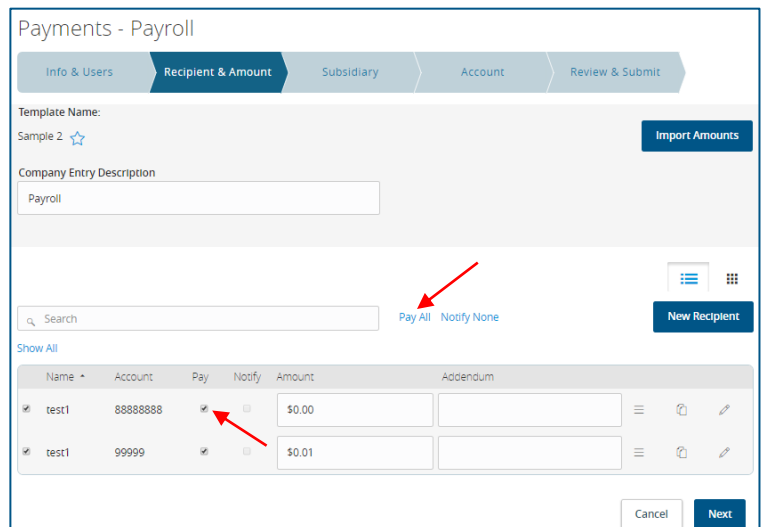 Payments - Payroll
Info & Users Recipient & Amount Subsidiary Account Review & Submit
Template Name:
Sample 2
Import Amounts
Company Entry Description
Payroll
Search
Pay All Notify None
New Recipient
Show All
Name Account Pay Notify Amount Addendum
test1 88888888 $0.00
test1 99999 $0.01
Cancel Next